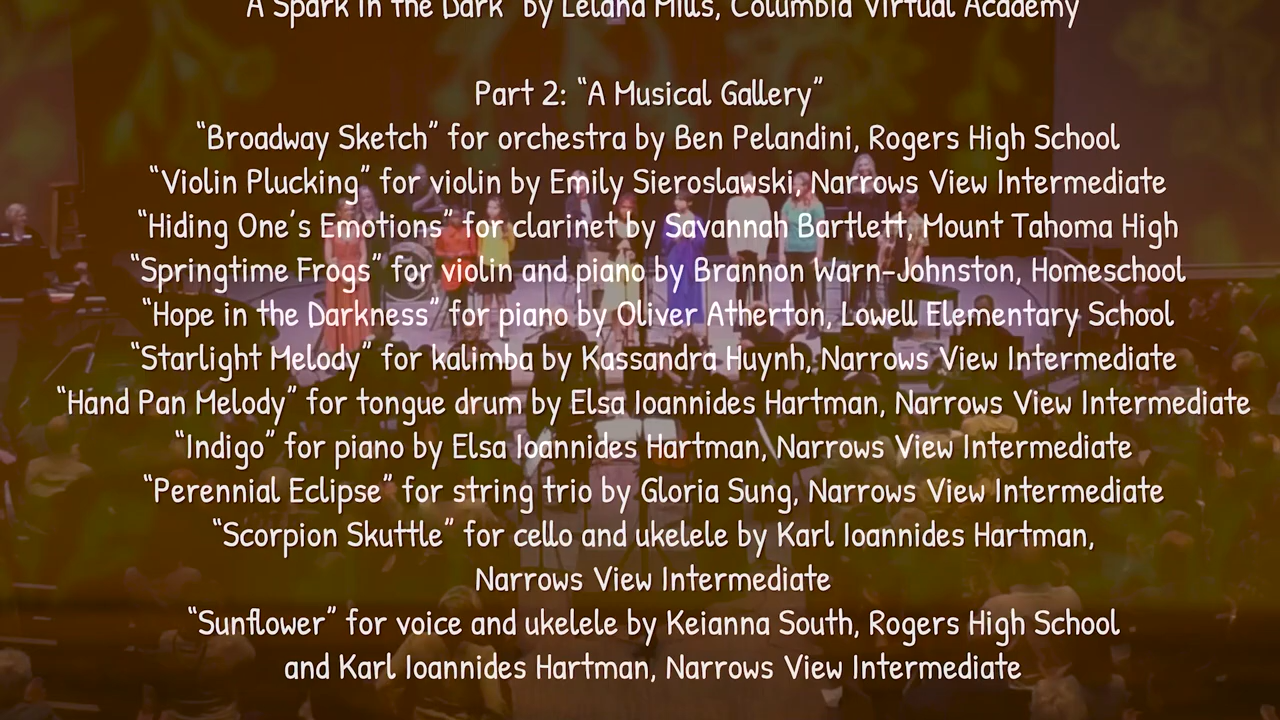 "A Spark in the Dark" by Leland Mills, Columbia Virtual Academy
Part 2: “A Musical Gallery”
“Broadway Sketch” for orchestra by Ben Pelandini, Rogers High School
“Violin Plucking” for violin by Emily Sieroslawski, Narrows View Intermediate
“Hiding One’s Emotions” for clarinet by Savannah Bartlett, Mount Tahoma High
“Springtime Frogs” for violin and piano by Brannon Warn-Johnston, Homeschool
“Hope in the Darkness” for piano by Oliver Atherton, Lowell Elementary School
“Starlight Melody” for kalimba by Kassandra Huynh, Narrows View Intermediate
“Hand Pan Melody” for tongue drum by Elsa Ioannides Hartman, Narrows View Intermediate
“Indigo” for piano by Elsa Ioannides Hartman, Narrows View Intermediate
“Perennial Eclipse” for string trio by Gloria Sung, Narrows View Intermediate
“Scorpion Skuttle” for cello and ukelele by Karl Ioannides Hartman,
Narrows View Intermediate
“Sunflower” for voice and ukelele by Keianna South, Rogers High School
and Karl Ioannides Hartman, Narrows View Intermediate